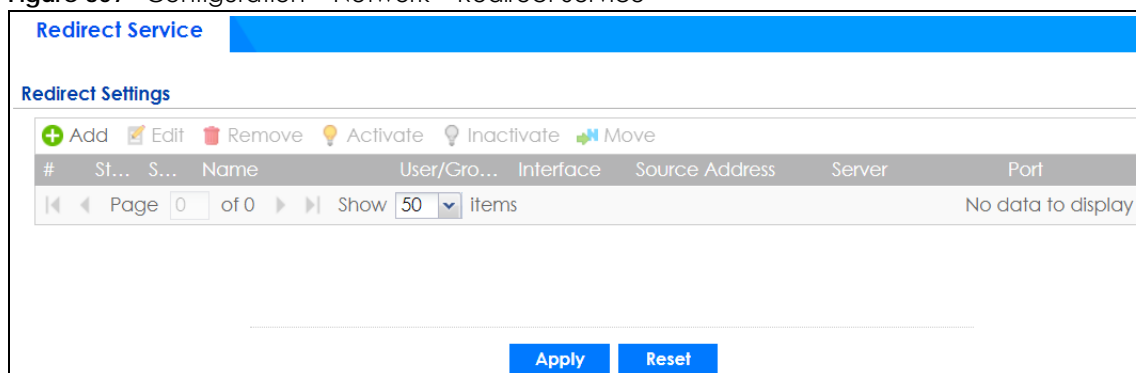 Redirect Service
Redirect Settings
Add Edit Remove Activate Inactivate Move
# St... S... Name User/Gro... Interface Source Address Server Port
Page 0 of 0 Show 50 items No data to display
Apply Reset